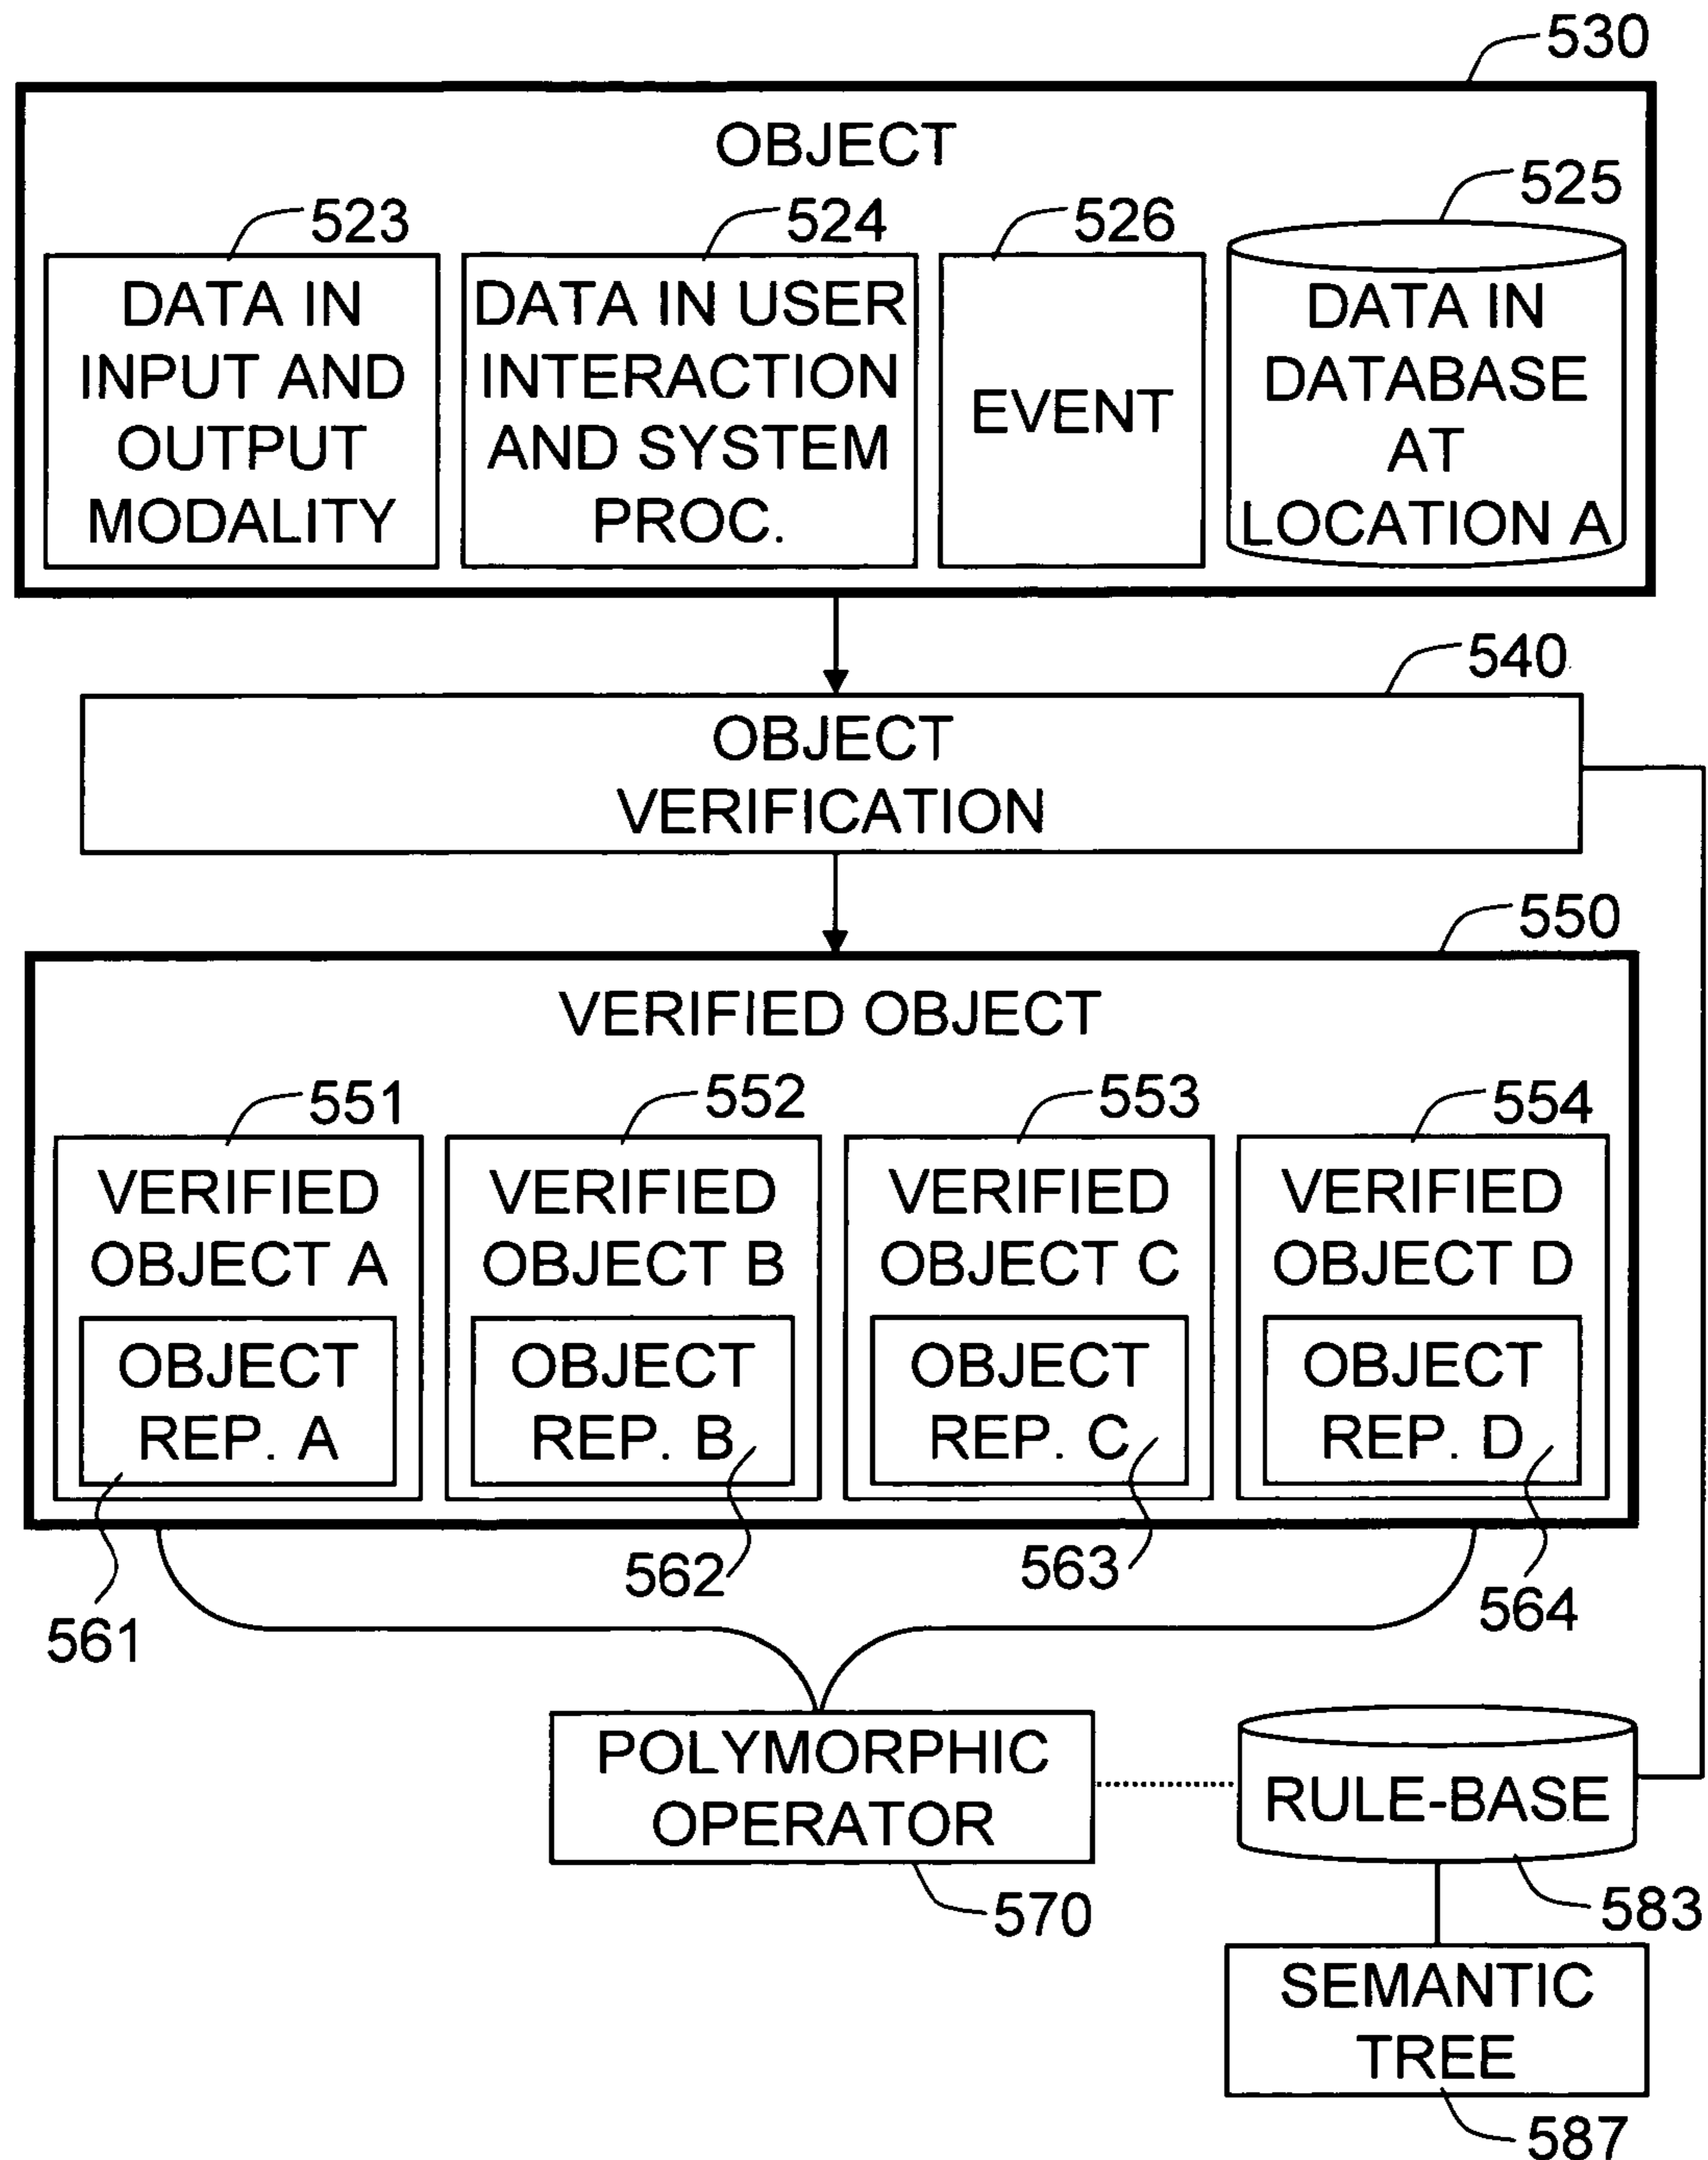 530
OBJECT
523
524
526
525
DATA IN
INPUT AND
OUTPUT
MODALITY
DATA IN USER
INTERACTION
AND SYSTEM
PROC.
EVENT
DATA IN
DATABASE
AT
LOCATION A
540
OBJECT
VERIFICATION
550
VERIFIED OBJECT
551
552
553
554
VERIFIED
OBJECT A
OBJECT
REP. A
VERIFIED
OBJECT B
OBJECT
REP. B
VERIFIED
OBJECT C
OBJECT
REP. C
VERIFIED
OBJECT D
OBJECT
REP. D
561
562
563
564
POLYMORPHIC
OPERATOR
570
RULE-BASE
583
SEMANTIC
TREE
587